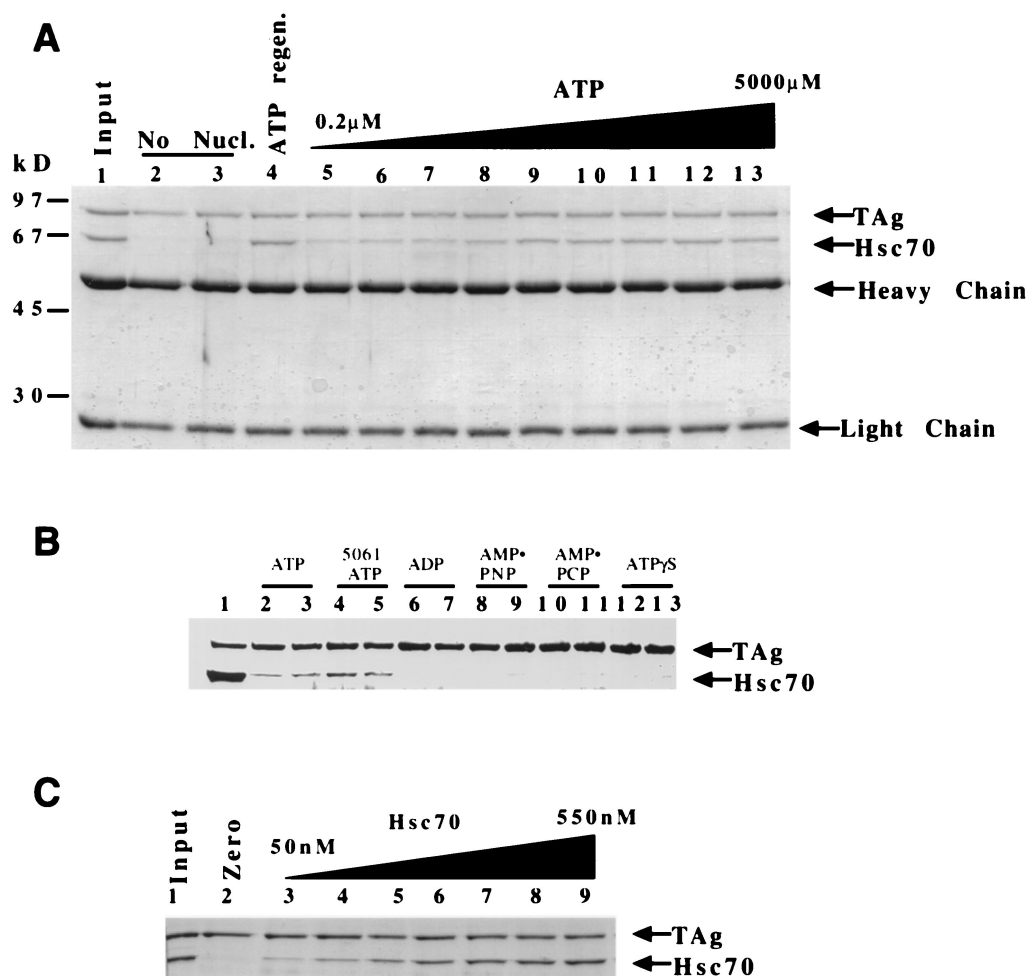 A
Input
No Nucl.
ATP regen.
0.2µM
ATP
5000µM
kD
1 2 3 4 5 6 7 8 9 10 11 12 13
97
67
45
30
TAg
Hsc70
Heavy Chain
Light Chain
B
ATP
5061 ATP
ADP
AMP• PNP
AMP• PCP
ATPγS
1 2 3 4 5 6 7 8 9 10 11 12 13
TAg
Hsc70
C
Input
Zero
50nM
Hsc70
550nM
1 2 3 4 5 6 7 8 9
TAg
Hsc70